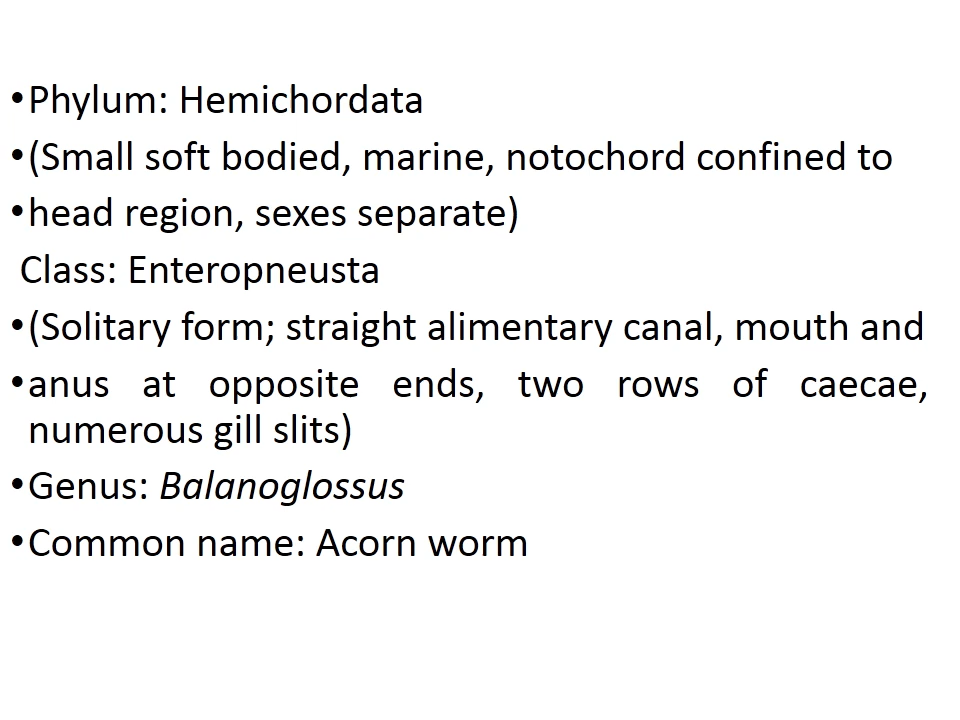 •Phylum: Hemichordata
•(Small soft bodied, marine, notochord confined to
•head region, sexes separate)
Class: Enteropneusta
•(Solitary form; straight alimentary canal, mouth and
•anus at opposite ends, two rows of caecae,
numerous gill slits)
•Genus: Balanoglossus
•Common name: Acorn worm